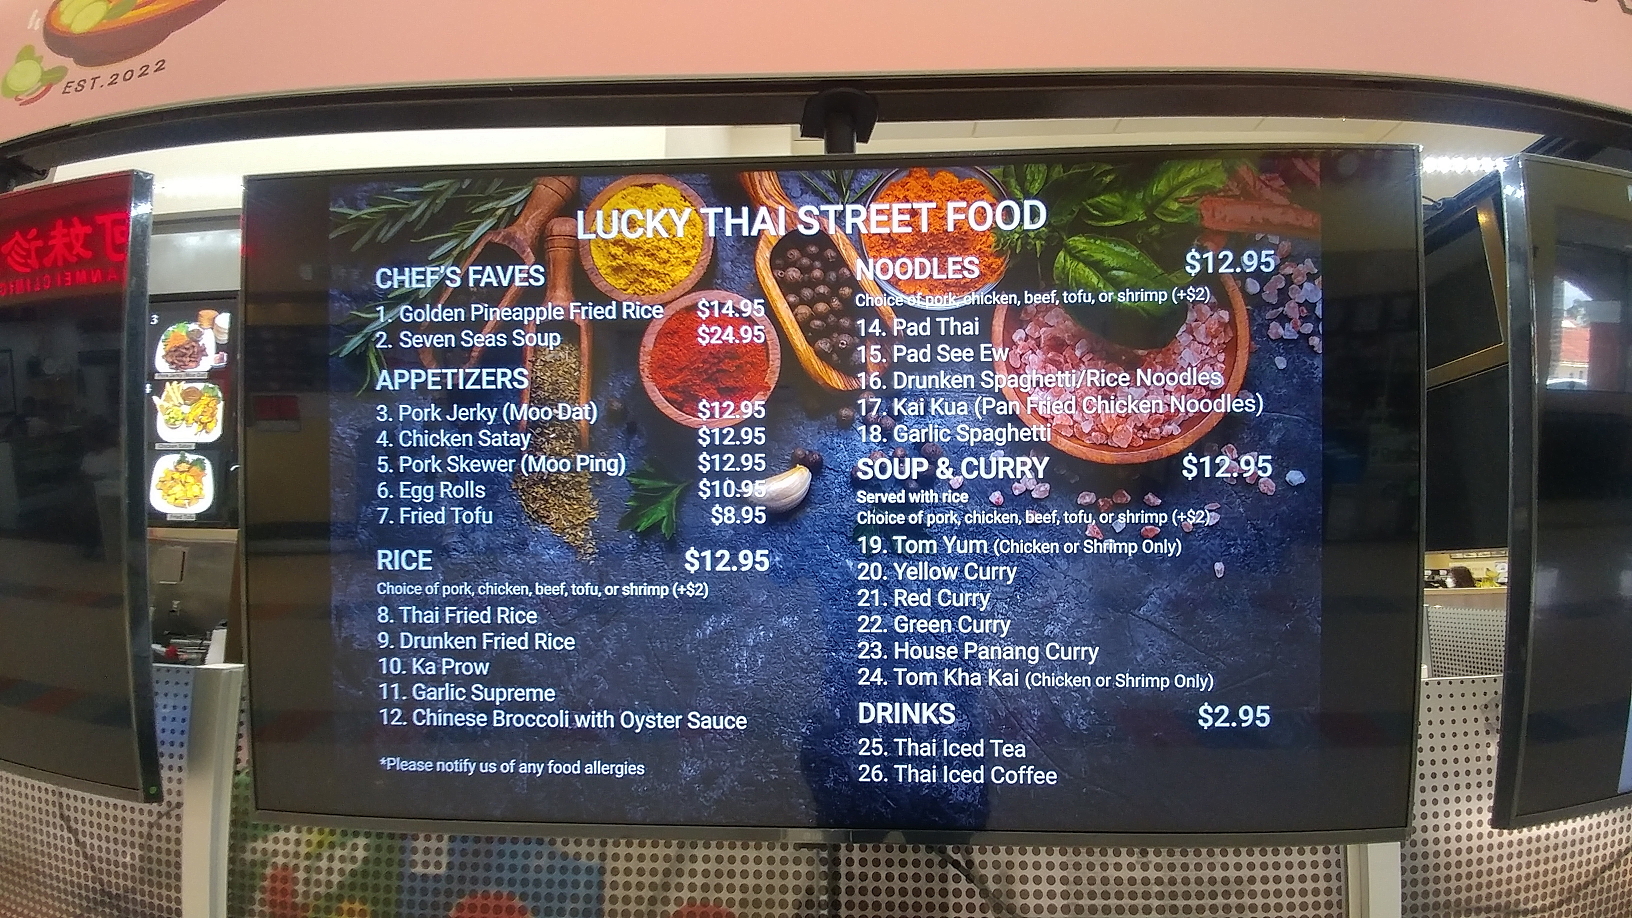 EST.2022
LUCKY THAI STREET FOOD
CHEF'S FAVES
1. Golden Pineapple Fried Rice $14.95
2. Seven Seas Soup $24.95
APPETIZERS
3. Pork Jerky (Moo Dat) $12.95
4. Chicken Satay $12.95
5. Pork Skewer (Moo Ping) $12.95
6. Egg Rolls $10.95
7. Fried Tofu $8.95
RICE $12.95
Choice of pork, chicken, beef, tofu, or shrimp (+$2)
8. Thai Fried Rice
9. Drunken Fried Rice
10. Ka Prow
11. Garlic Supreme
12. Chinese Broccoli with Oyster Sauce
*Please notify us of any food allergies
NOODLES $12.95
Choice of pork, chicken, beef, tofu, or shrimp (+$2)
14. Pad Thai
15. Pad See Ew
16. Drunken Spaghetti/Rice Noodles
17. Kai Kua (Pan Fried Chicken Noodles)
18. Garlic Spaghetti
SOUP & CURRY $12.95
Served with rice
Choice of pork, chicken, beef, tofu, or shrimp (+$2)
19. Tom Yum (Chicken or Shrimp Only)
20. Yellow Curry
21. Red Curry
22. Green Curry
23. House Panang Curry
24. Tom Kha Kai (Chicken or Shrimp Only)
DRINKS $2.95
25. Thai Iced Tea
26. Thai Iced Coffee